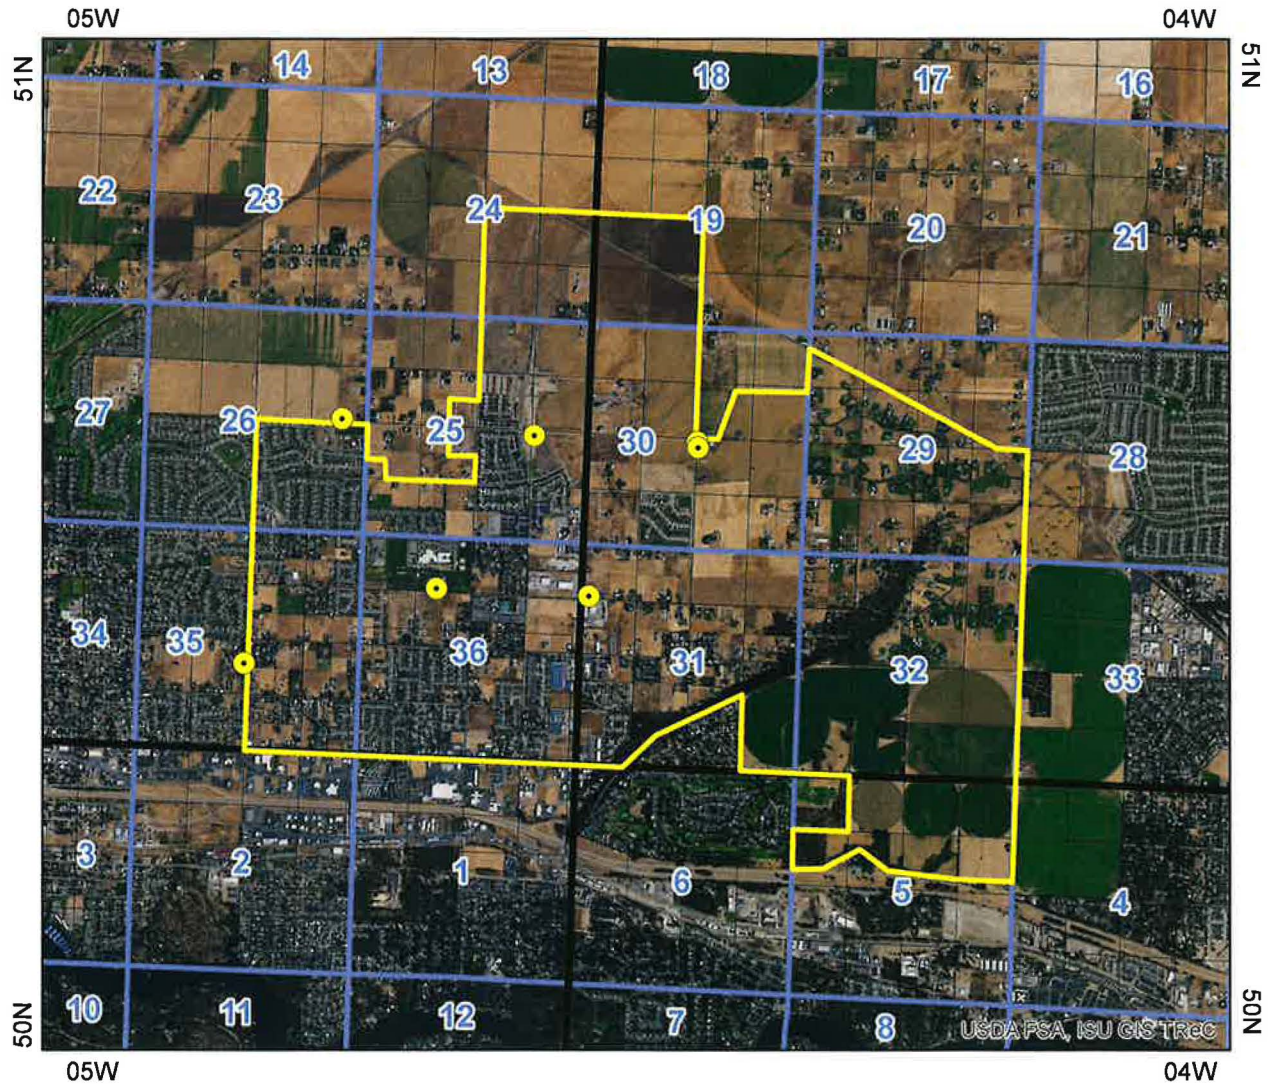 05W 04W
51N 51N
14 13 18 17 16
22 23 24 19 20 21
27 26 25 30 29 28
34 35 36 31 32 33
3 2 1 6 5 4
10 11 12 7 8
USDA FSA, ISU GIS TReC
50N 50N
05W 04W